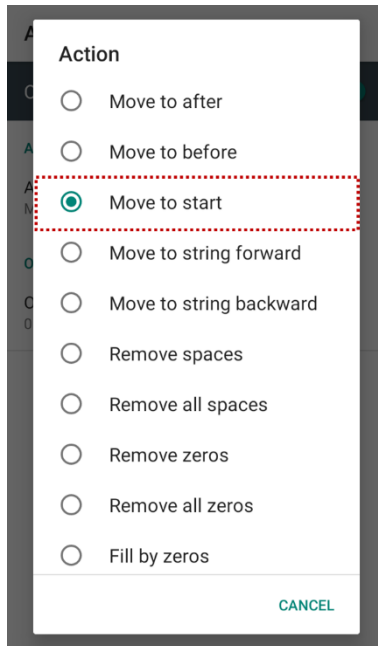 Action
Move to after
Move to before
Move to start
Move to string forward
Move to string backward
Remove spaces
Remove all spaces
Remove zeros
Remove all zeros
Fill by zeros
CANCEL